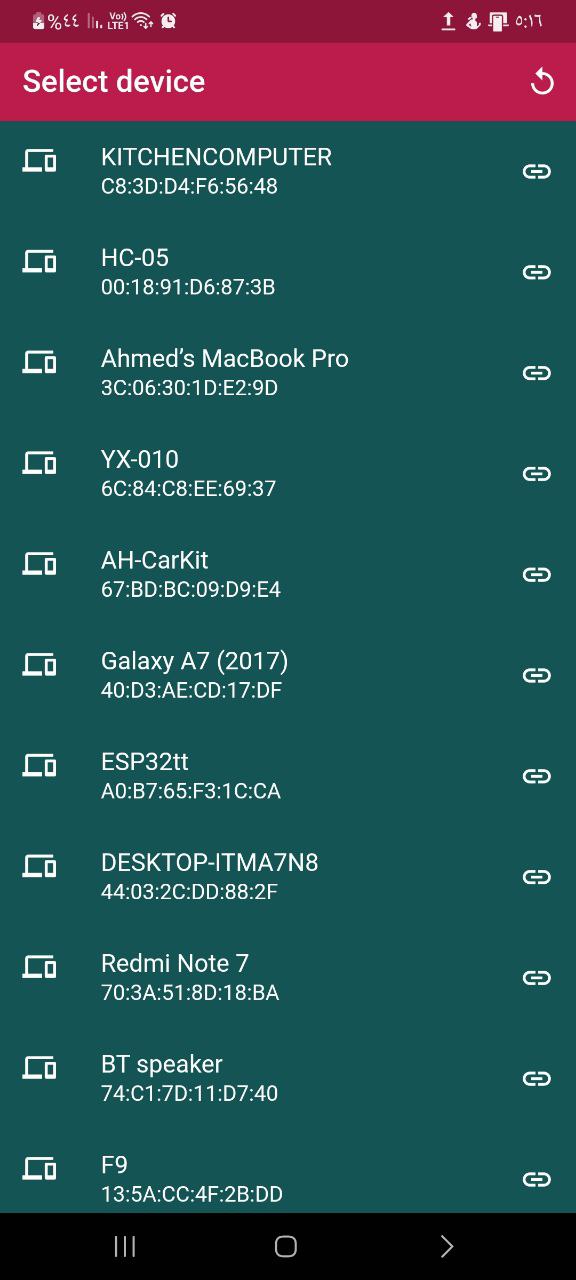 %٤٤ Vo)) LTE1 ٥:١٦
Select device
KITCHENCOMPUTER
C8:3D:D4:F6:56:48
HC-05
00:18:91:D6:87:3B
Ahmed’s MacBook Pro
3C:06:30:1D:E2:9D
YX-010
6C:84:C8:EE:69:37
AH-CarKit
67:BD:BC:09:D9:E4
Galaxy A7 (2017)
40:D3:AE:CD:17:DF
ESP32tt
A0:B7:65:F3:1C:CA
DESKTOP-ITMA7N8
44:03:2C:DD:88:2F
Redmi Note 7
70:3A:51:8D:18:BA
BT speaker
74:C1:7D:11:D7:40
F9
13:5A:CC:4F:2B:DD